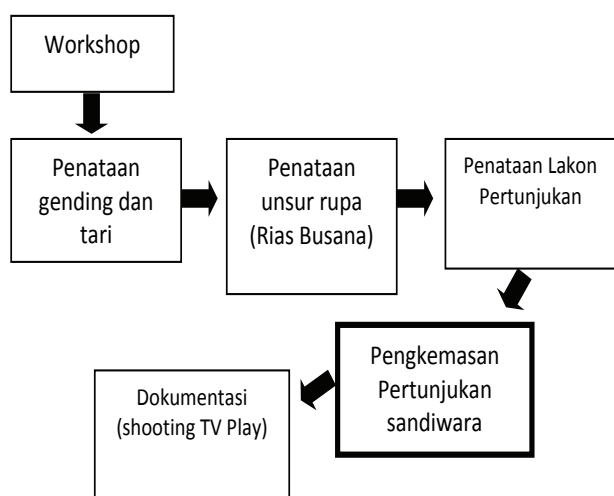 Workshop
Penataan
gending dan
tari
Penataan
unsur rupa
(Rias Busana)
Penataan Lakon
Pertunjukan
Pengkemasan
Pertunjukan
sandiwara
Dokumentasi
(shooting TV Play)